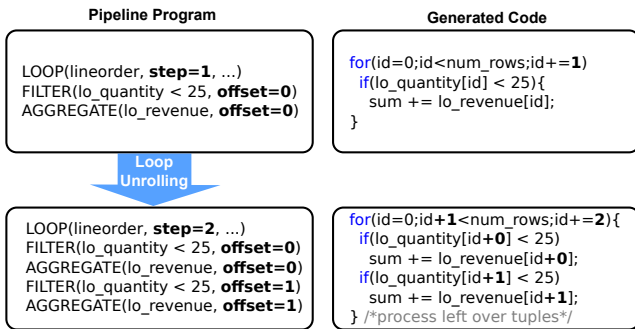 Pipeline Program
LOOP(lineorder, step=1, ...)
FILTER(lo_quantity < 25, offset=0)
AGGREGATE(lo_revenue, offset=0)
Loop
Unrolling
LOOP(lineorder, step=2, ...)
FILTER(lo_quantity < 25, offset=0)
AGGREGATE(lo_revenue, offset=0)
FILTER(lo_quantity < 25, offset=1)
AGGREGATE(lo_revenue, offset=1)
Generated Code
for(id=0;id<num_rows;id+=1)
if(lo_quantity[id] < 25){
sum += lo_revenue[id];
}
for(id=0;id+1<num_rows;id+=2){
if(lo_quantity[id+0] < 25)
sum += lo_revenue[id+0];
if(lo_quantity[id+1] < 25)
sum += lo_revenue[id+1];
} /*process left over tuples*/